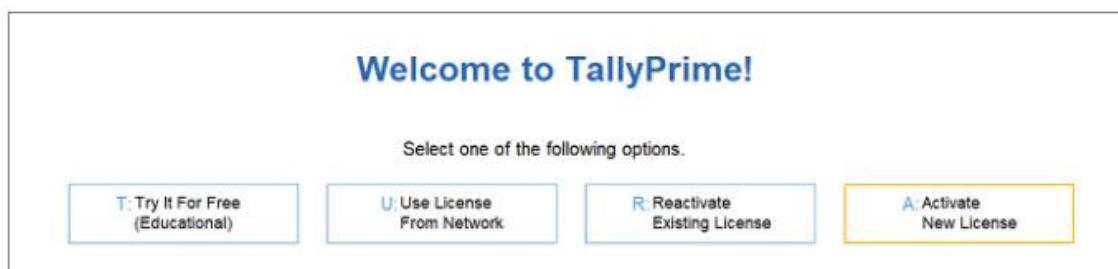 Welcome to TallyPrime!
Select one of the following options.
T: Try It For Free
(Educational)
U: Use License
From Network
R: Reactivate
Existing License
A: Activate
New License